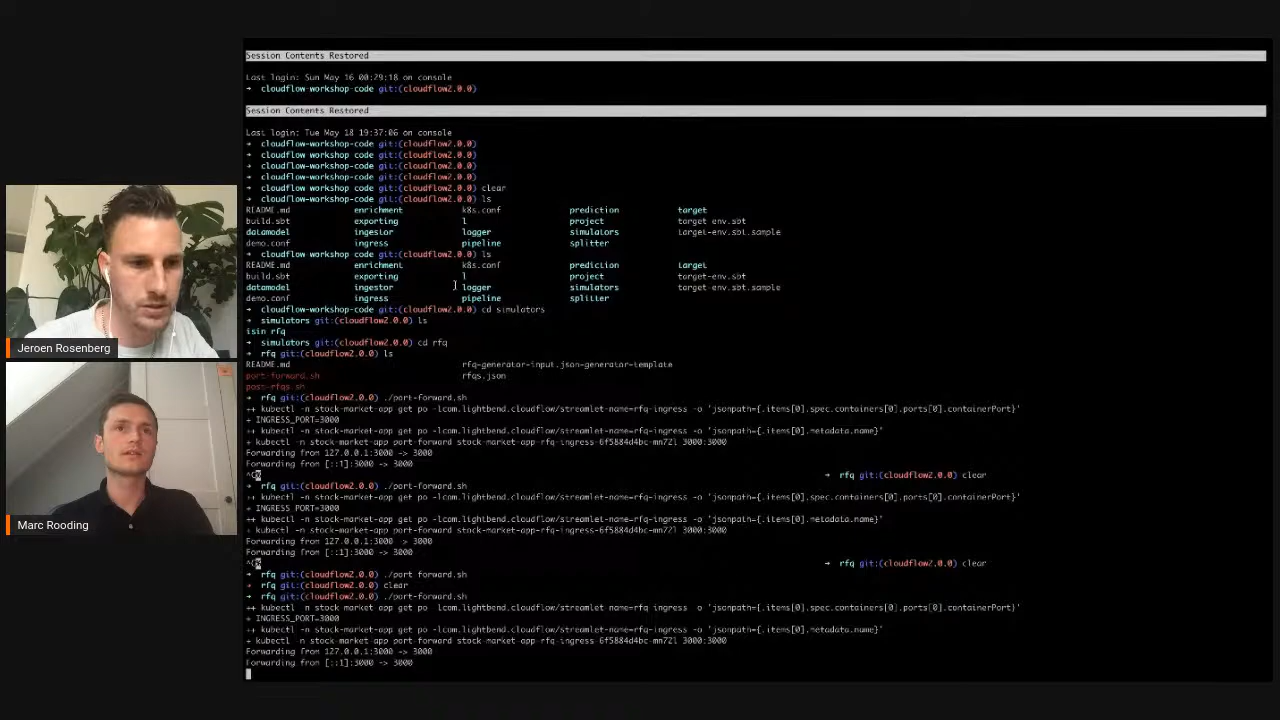 Session Contents Restored
Last login: Sun May 16 00:29:18 on console
➜ cloudflow-workshop-code git:(cloudflow2.0.0)
Session Contents Restored
Last login: Tue May 18 19:37:06 on console
➜ cloudflow-workshop-code git:(cloudflow2.0.0)
➜ cloudflow workshop code git:(cloudflow2.0.0)
➜ cloudflow workshop code git:(cloudflow2.0.0)
➜ cloudflow workshop code git:(cloudflow2.0.0)
➜ cloudflow workshop code git:(cloudflow2.0.0) clear
➜ cloudflow-workshop-code git:(cloudflow2.0.0) ls
README.md enrichment k8s.conf prediction target
build.sbt exporting l project target env.sbt
datamodel ingestor logger simulators target-env.sbt.sample
demo.conf ingress pipeline splitter
➜ cloudflow workshop code git:(cloudflow2.0.0) ls
README.md enrichment k8s.conf prediction target
build.sbt exporting l project target-env.sbt
datamodel ingestor logger simulators target-env.sbt.sample
demo.conf ingress pipeline splitter
➜ cloudflow-workshop-code git:(cloudflow2.0.0) cd simulators
➜ simulators git:(cloudflow2.0.0) ls
isin rfq
➜ simulators git:(cloudflow2.0.0) cd rfq
➜ rfq git:(cloudflow2.0.0) ls
README.md rfq-generator-input.json-generator-template
port-forward.sh rfqs.json
post-rfqs.sh
➜ rfq git:(cloudflow2.0.0) ./port-forward.sh
++ kubectl -n stock-market-app get po -lcom.lightbend.cloudflow/streamlet-name=rfq-ingress -o 'jsonpath={.items[0].spec.containers[0].ports[0].containerPort}'
+ INGRESS_PORT=3000
++ kubectl -n stock-market-app get po -lcom.lightbend.cloudflow/streamlet-name=rfq-ingress -o 'jsonpath={.items[0].metadata.name}'
+ kubectl -n stock-market-app port-forward stock-market-app-rfq-ingress-6f5884d4bc-mn72l 3000:3000
Forwarding from 127.0.0.1:3000 -> 3000
Forwarding from [::1]:3000 -> 3000
^C% ➜ rfq git:(cloudflow2.0.0) clear
➜ rfq git:(cloudflow2.0.0) ./port-forward.sh
++ kubectl -n stock-market-app get po -lcom.lightbend.cloudflow/streamlet-name=rfq-ingress -o 'jsonpath={.items[0].spec.containers[0].ports[0].containerPort}'
+ INGRESS PORT=3000
++ kubectl -n stock-market-app get po -lcom.lightbend.cloudflow/streamlet-name=rfq-ingress -o 'jsonpath={.items[0].metadata.name}'
+ kubectl -n stock-market-app port-forward stock-market-app-rfq-ingress-6f5884d4bc-mn72l 3000:3000
Forwarding from 127.0.0.1:3000 > 3000
Forwarding from [::1]:3000 -> 3000
^C% ➜ rfq git:(cloudflow2.0.0) clear
➜ rfq git:(cloudflow2.0.0) ./port forward.sh
➜ rfq git:(cloudflow2.0.0) clear
➜ rfq git:(cloudflow2.0.0) ./port-forward.sh
++ kubectl n stock market app get po lcom.lightbend.cloudflow/streamlet-name=rfq ingress o 'jsonpath={.items[0].spec.containers[0].ports[0].containerPort}'
+ INGRESS_PORT=3000
++ kubectl -n stock-market-app get po -lcom.lightbend.cloudflow/streamlet-name=rfq-ingress -o 'jsonpath={.items[0].metadata.name}'
+ kubectl -n stock-market-app port-forward stock-market-app-rfq-ingress-6f5884d4bc-mn72l 3000:3000
Forwarding from 127.0.0.1:3000 -> 3000
Forwarding from [::1]:3000 -> 3000
Jeroen Rosenberg
Marc Rooding